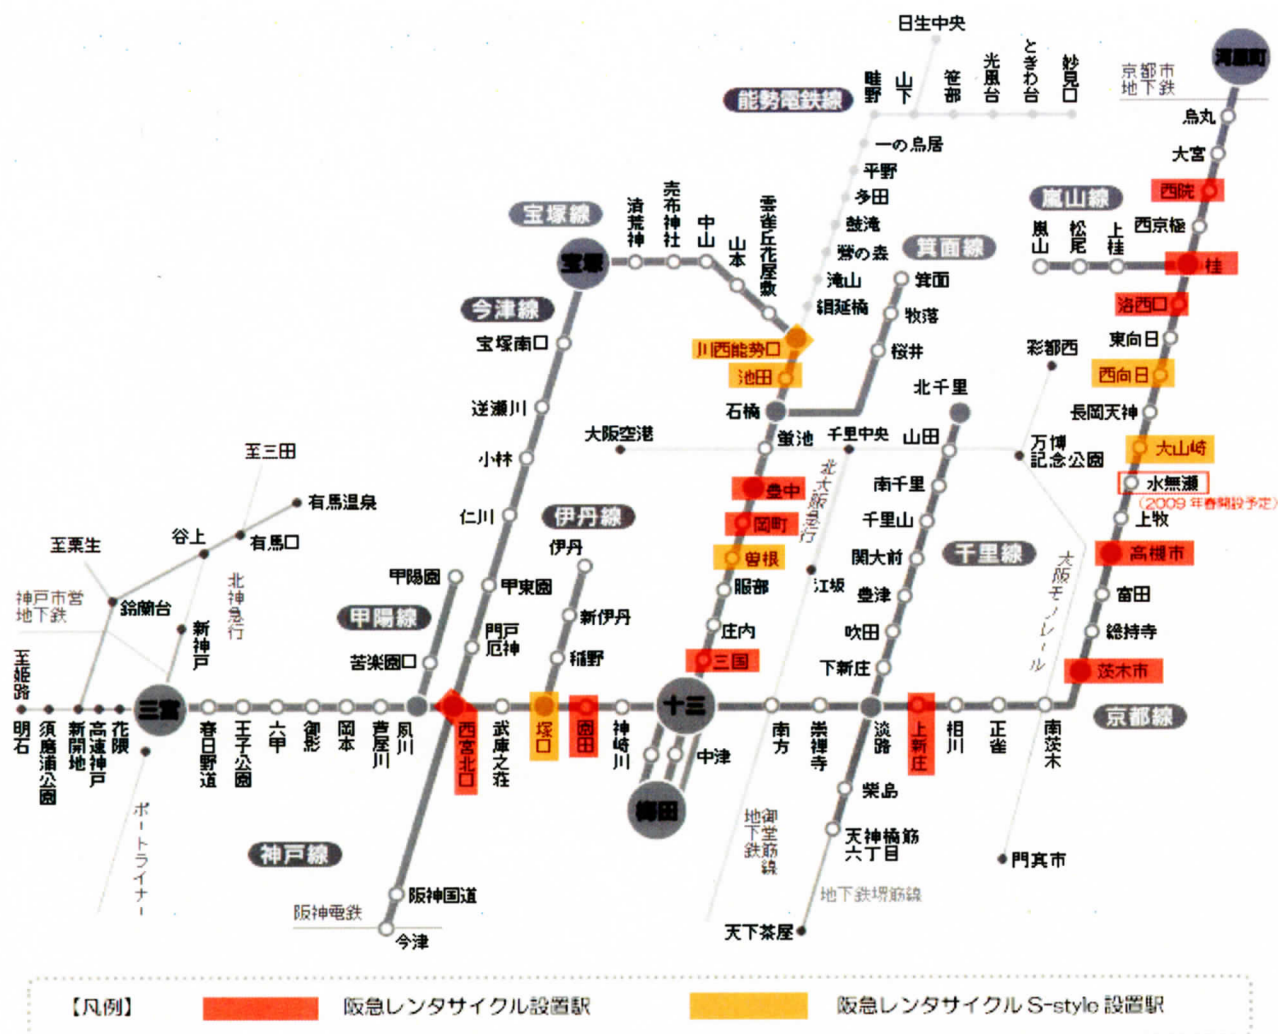 日生中央
河原町
京都市
地下鉄
能勢電鉄線
畦野
山下
笹部
光風台
ときわ台
妙見口
烏丸
一の鳥居
大宮
平野
西院
多田
嵐山線
宝塚線
清荒神
売布神社
中山
山本
雲雀丘花屋敷
鼓滝
西京極
鶯の森
箕面線
嵐山
松尾
上桂
桂
宝塚
滝山
箕面
絹延橋
洛西口
今津線
牧落
宝塚南口
川西能勢口
桜井
東向日
彩都西
池田
西向日
北千里
逆瀬川
石橋
長岡天神
大阪空港
蛍池
千里中央
山田
万博
記念公園
大山崎
至三田
小林
北大阪急行
南千里
水無瀬
(2009年春開設予定)
有馬温泉
豊中
仁川
伊丹線
岡町
千里山
上牧
谷上
有馬口
至粟生
伊丹
曽根
関大前
千里線
高槻市
甲陽園
甲東園
服部
江坂
豊津
大阪モノレール
富田
神戸市営
地下鉄
鈴蘭台
北神急行
甲陽線
新伊丹
新神戸
門戸
厄神
庄内
吹田
総持寺
至姫路
苦楽園口
稲野
三国
下新庄
茨木市
三宮
十三
京都線
明石
須磨浦公園
新開地
高速神戸
花隈
春日野道
王子公園
六甲
御影
岡本
芦屋川
夙川
西宮北口
武庫之荘
塚口
園田
神崎川
中津
南方
崇禅寺
淡路
上新庄
相川
正雀
南茨木
梅田
柴島
ポートライナー
御堂筋線
地下鉄
天神橋筋
六丁目
神戸線
門真市
阪神国道
地下鉄堺筋線
阪神電鉄
今津
天下茶屋
【凡例】
阪急レンタサイクル設置駅
阪急レンタサイクル S-style 設置駅